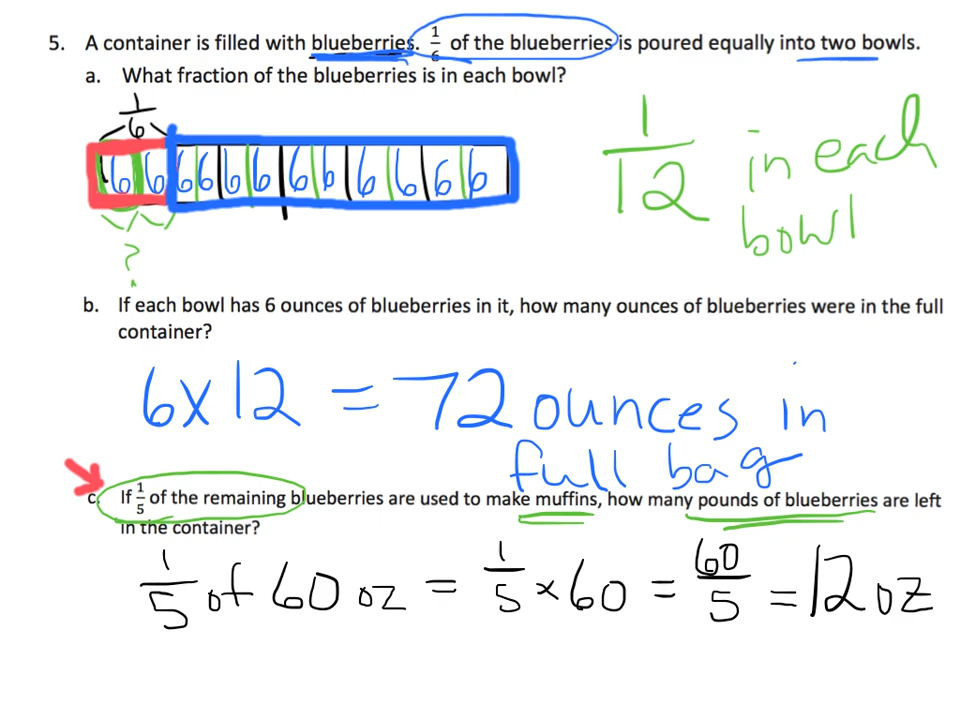 5. A container is filled with blueberries. 1/6 of the blueberries is poured equally into two bowls.
a. What fraction of the blueberries is in each bowl?
1/6
6 6 6 6 6 6 6 6 6 6 6 6
?
1/12 in each
bowl
b. If each bowl has 6 ounces of blueberries in it, how many ounces of blueberries were in the full
container?
6 x 12 = 72 ounces in
full bag
c. If 1/5 of the remaining blueberries are used to make muffins, how many pounds of blueberries are left
in the container?
1/5 of 60 oz = 1/5 x 60 = 60/5 = 12 oz